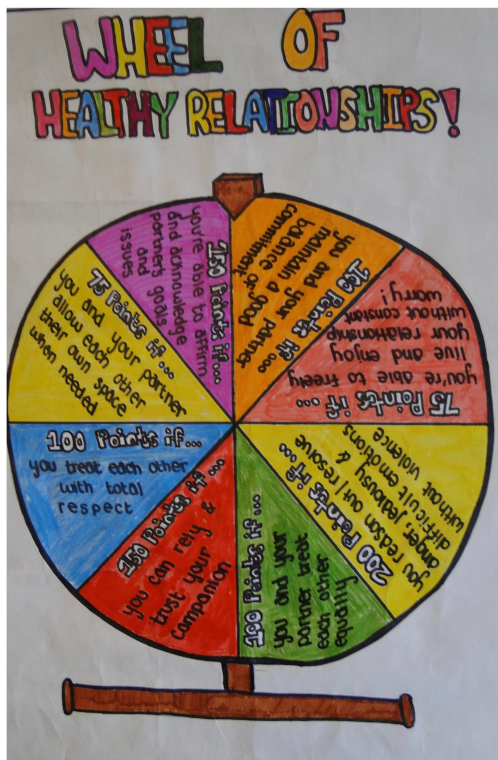 WHEEL OF
HEALTHY RELATIONSHIPS!
150 Points if...
you're able to affirm
and acknowledge
partner's goals
and
issues
100 Points if...
you and your partner
maintain a good
balance of
commitment
75 Points if...
you're able to freely
live and enjoy
your relationship
without constant
worry!
200 Points if...
you reason out/resolve
anger, jealousy &
difficult emotions
without violence
100 Points if...
you and your
partner treat
each other
equality
150 Points if...
you can rely &
trust your
companion
100 Points if...
you treat each other
with total
respect
75 Points if...
you and your partner
allow each other
their own space
when needed